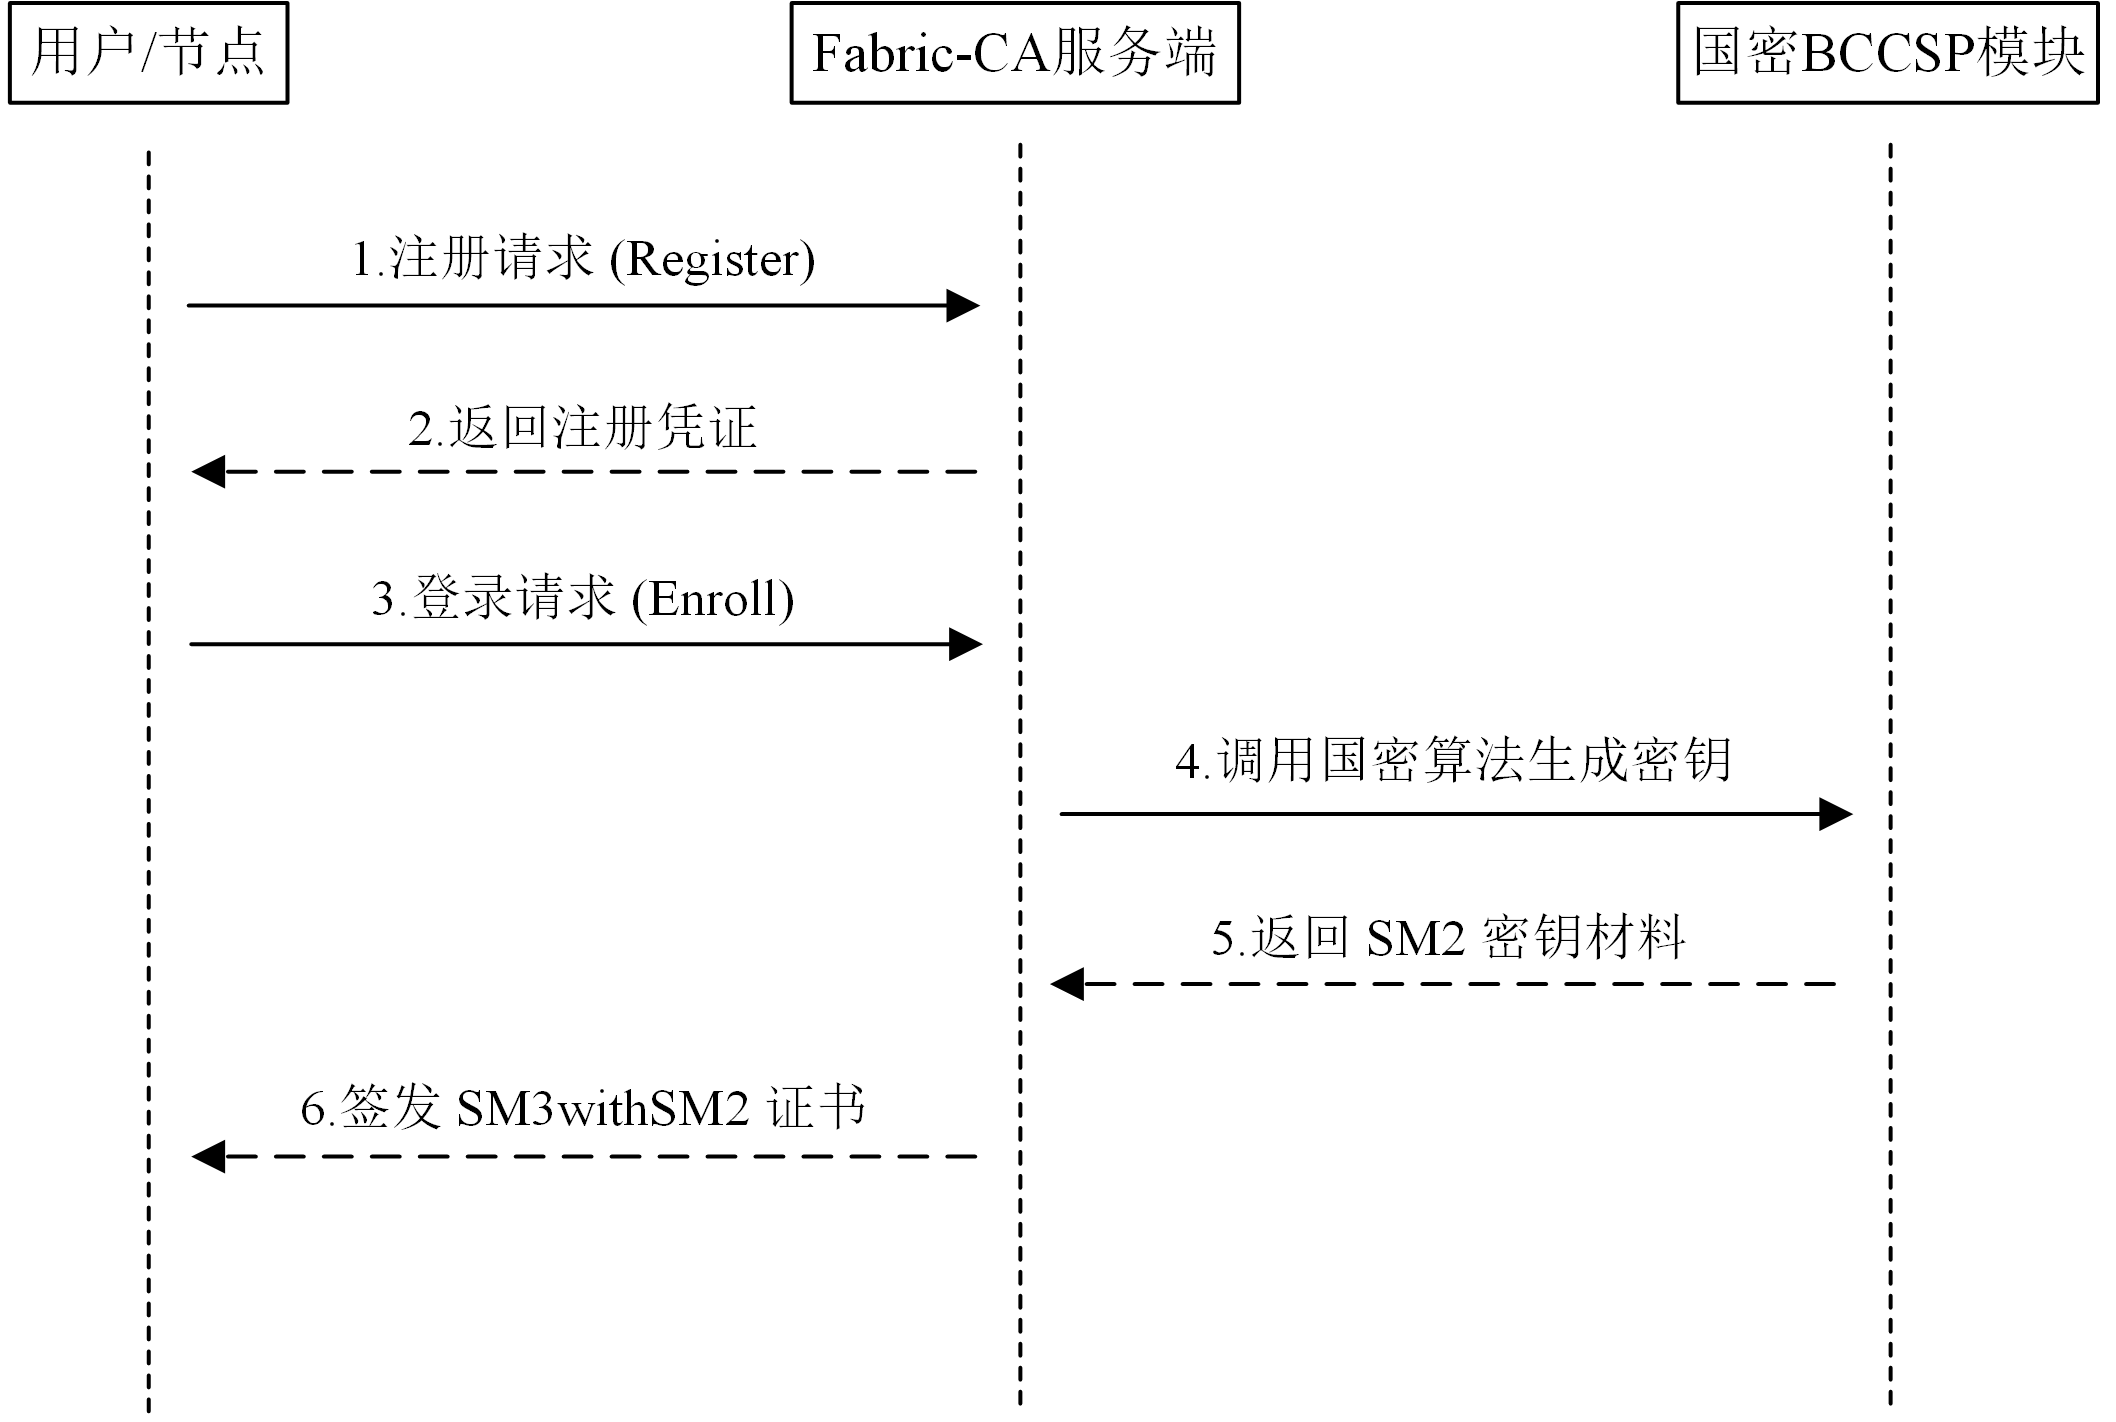 用户/节点
Fabric-CA服务端
国密BCCSP模块
1.注册请求 (Register)
2.返回注册凭证
3.登录请求 (Enroll)
4.调用国密算法生成密钥
5.返回 SM2 密钥材料
6.签发 SM3withSM2 证书